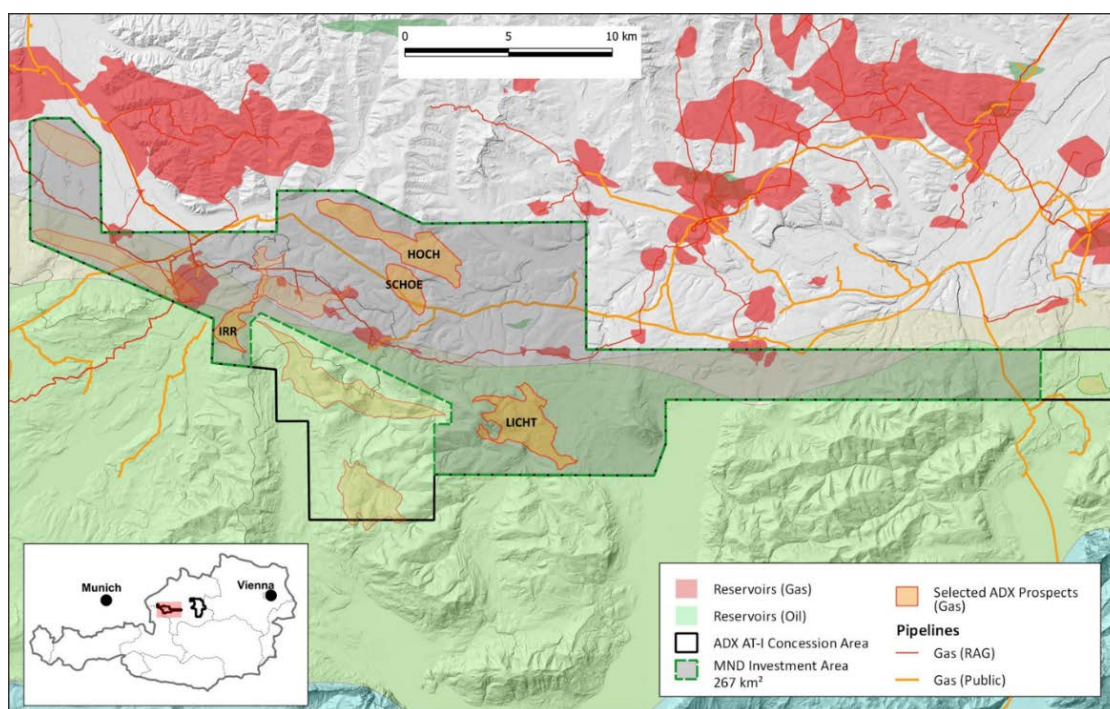 0 5 10 km
HOCH
SCHOE
IRR
LICHT
Munich
Vienna
Reservoirs (Gas)
Reservoirs (Oil)
ADX AT-I Concession Area
MND Investment Area
267 km²
Selected ADX Prospects
(Gas)
Pipelines
Gas (RAG)
Gas (Public)